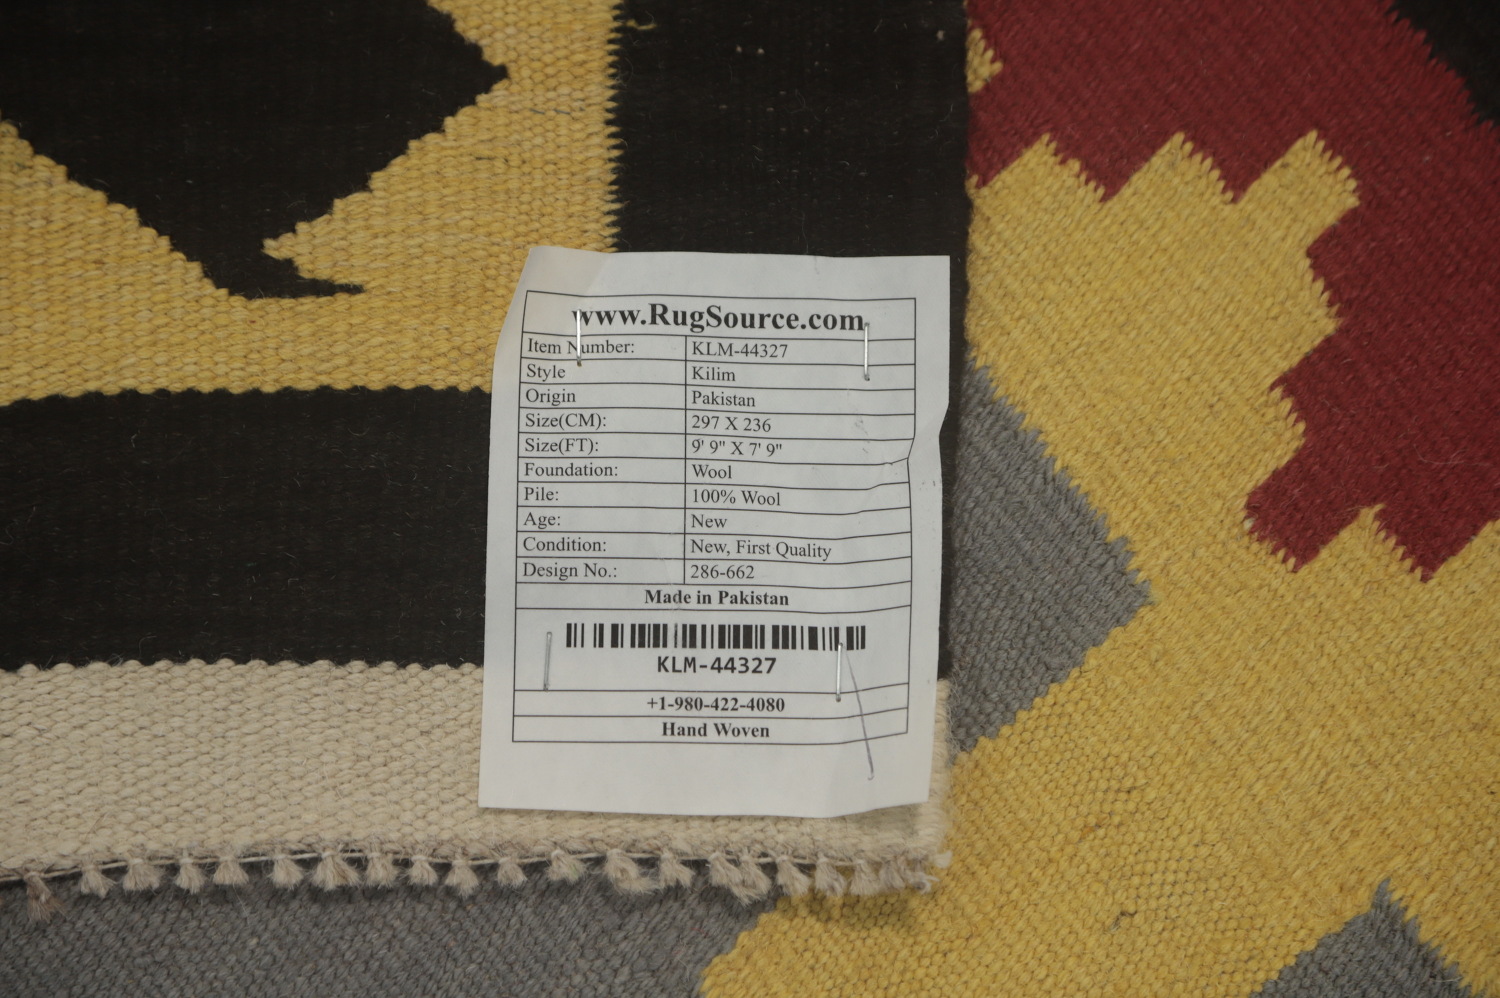 www.RugSource.com
Item Number: KLM-44327
Style Kilim
Origin Pakistan
Size(CM): 297 X 236
Size(FT): 9' 9" X 7' 9"
Foundation: Wool
Pile: 100% Wool
Age: New
Condition: New, First Quality
Design No.: 286-662
Made in Pakistan
KLM-44327
+1-980-422-4080
Hand Woven